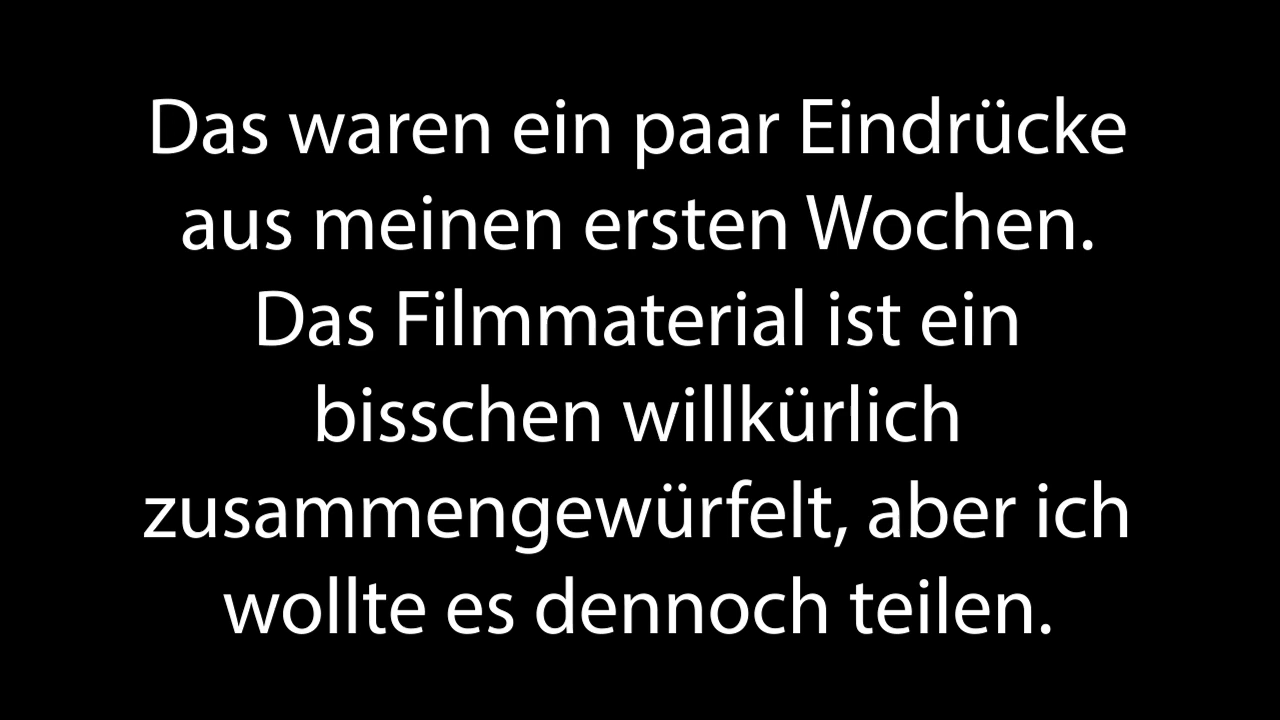 Das waren ein paar Eindrücke
aus meinen ersten Wochen.
Das Filmmaterial ist ein
bisschen willkürlich
zusammengewürfelt, aber ich
wollte es dennoch teilen.